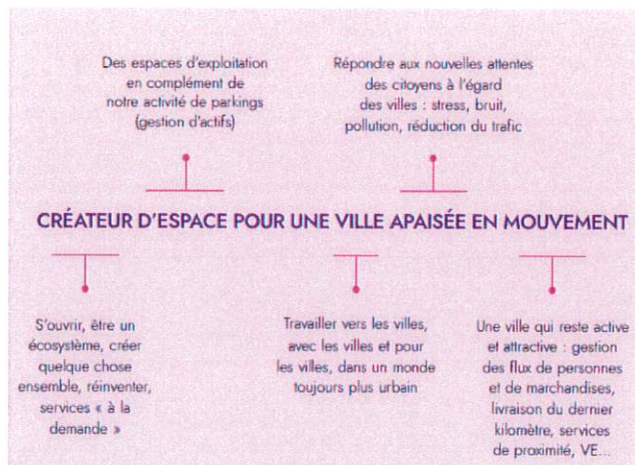 Des espaces d'exploitation
en complément de
notre activité de parkings
(gestion d'actifs)
Répondre aux nouvelles attentes
des citoyens à l'égard
des villes : stress, bruit,
pollution, réduction du trafic
CRÉATEUR D'ESPACE POUR UNE VILLE APAISÉE EN MOUVEMENT
S'ouvrir, être un
écosystème, créer
quelque chose
ensemble, réinventer,
services « à la
demande »
Travailler vers les villes,
avec les villes et pour
les villes, dans un monde
toujours plus urbain
Une ville qui reste active
et attractive : gestion
des flux de personnes
et de marchandises,
livraison du dernier
kilomètre, services
de proximité, VE...